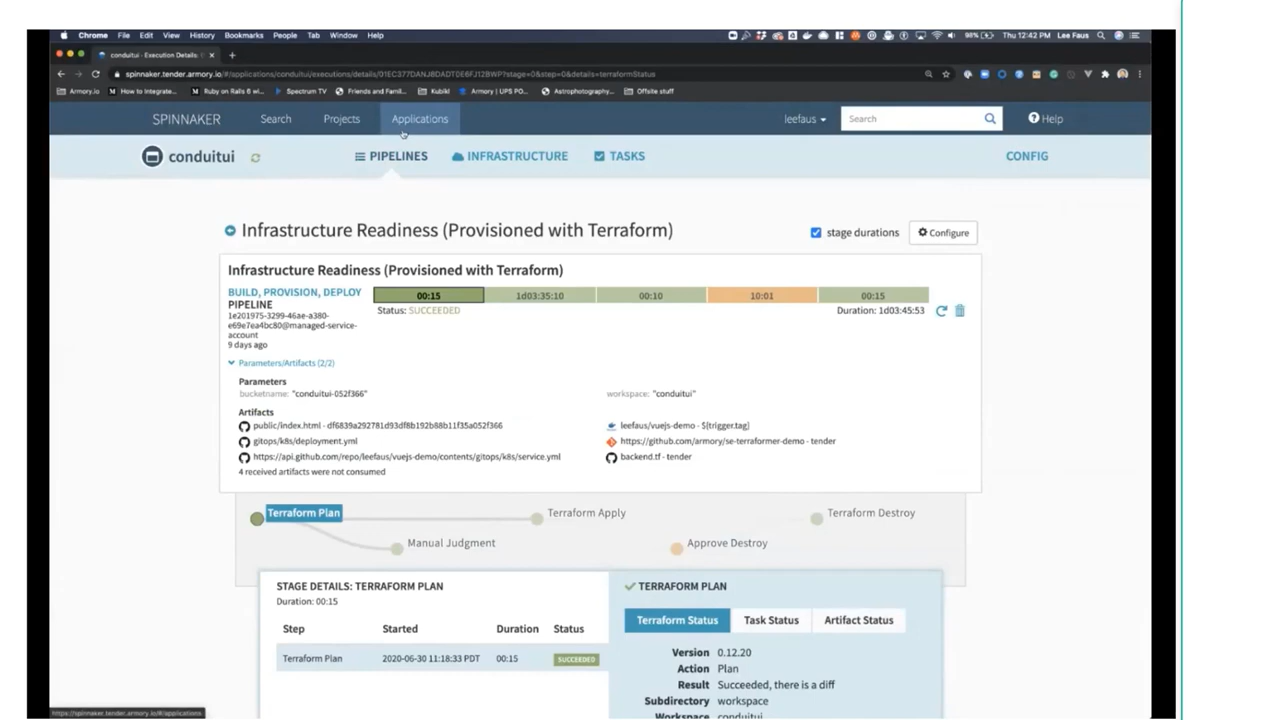 Chrome File Edit View History Bookmarks People Tab Window Help 98% Thu 12:42 PM Lee Faus
conduitui - Execution Details: × +
spinnaker.tender.armory.io/#/applications/conduitui/executions/details/01EC377DANJ8DADTDE6FJ12BWP?stage=0&step=0&details=terraformStatus
Armory.io How to Integrate... Ruby on Rails 6 wi... Spectrum TV Friends and Famil... Kubikl Armory | UPS PO... Astrophotography... Offsite stuff
SPINNAKER Search Projects Applications leefaus Search Help
conduitui PIPELINES INFRASTRUCTURE TASKS CONFIG
Infrastructure Readiness (Provisioned with Terraform) stage durations Configure
Infrastructure Readiness (Provisioned with Terraform)
BUILD, PROVISION, DEPLOY 00:15 1d03:35:10 00:10 10:01 00:15
PIPELINE Status: SUCCEEDED Duration: 1d03:45:53
1e201975-3299-46ae-a380-
e69e7ea4bc80@managed-service-
account
9 days ago
Parameters/Artifacts (2/2)
Parameters
bucketname: "conduitui-052f366" workspace: "conduitui"
Artifacts
public/index.html - df6839a292781d93df8b192b88b11f35a052f366 leefaus/vuejs-demo - ${trigger.tag}
gitops/k8s/deployment.yml https://github.com/armory/se-terraformer-demo - tender
https://api.github.com/repo/leefaus/vuejs-demo/contents/gitops/k8s/service.yml backend.tf - tender
4 received artifacts were not consumed
Terraform Plan Terraform Apply Terraform Destroy
Manual Judgment Approve Destroy
STAGE DETAILS: TERRAFORM PLAN TERRAFORM PLAN
Duration: 00:15
Terraform Status Task Status Artifact Status
Step Started Duration Status
Version 0.12.20
Terraform Plan 2020-06-30 11:18:33 PDT 00:15 SUCCEEDED
Action Plan
Result Succeeded, there is a diff
Subdirectory workspace
Workspace conduitui
https://spinnaker.tender.armory.io/#/applications